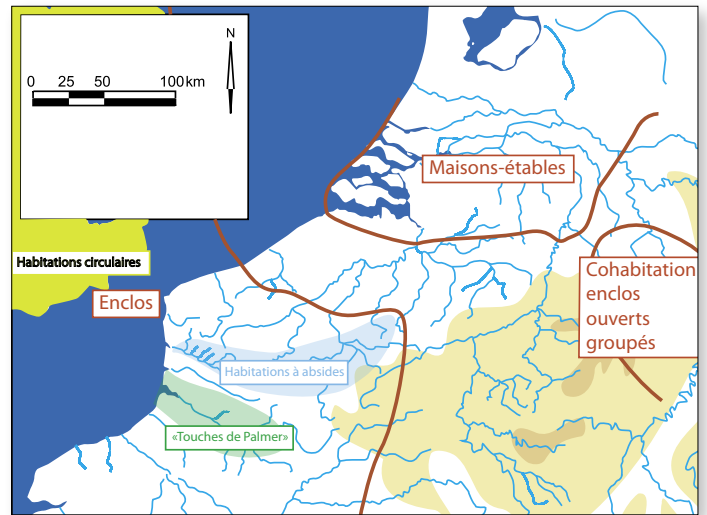 N
0 25 50 100 km
Maisons-étables
Habitations circulaires
Cohabitation
enclos
ouverts
groupés
Enclos
Habitations à absides
«Touches de Palmer»